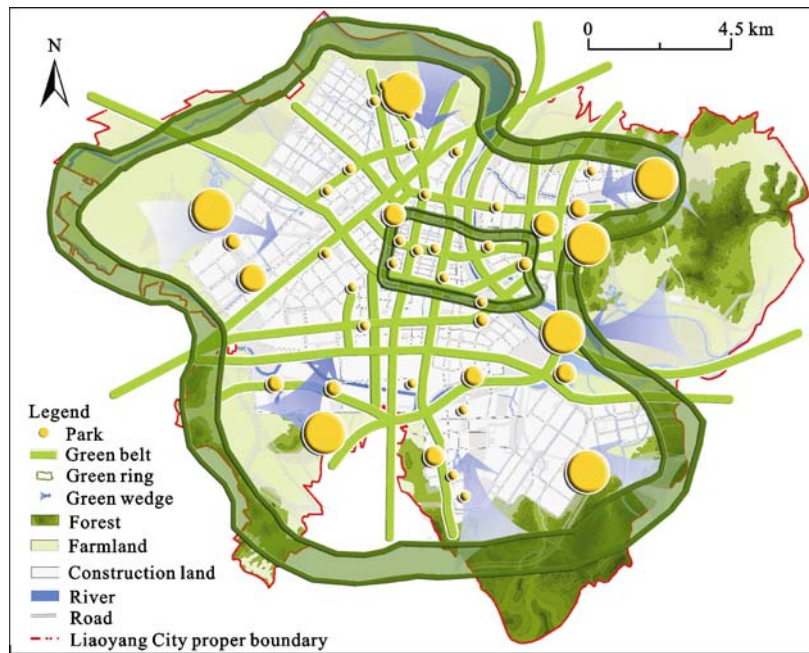 N
0 4.5 km
Legend
Park
Green belt
Green ring
Green wedge
Forest
Farmland
Construction land
River
Road
Liaoyang City proper boundary